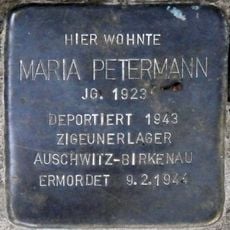 HIER WOHNTE
MARIA PETERMANN
JG. 1923
DEPORTIERT 1943
ZIGEUNERLAGER
AUSCHWITZ-BIRKENAU
ERMORDET 9.2.1944